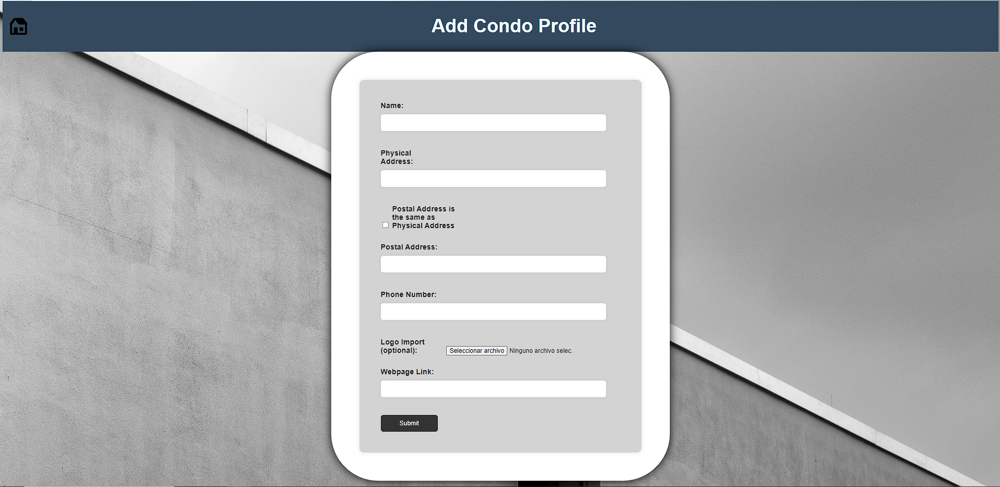 Add Condo Profile
Name:
Physical
Address:
Postal Address is
the same as
Physical Address
Postal Address:
Phone Number:
Logo Import
(optional):
Seleccionar archivo Ninguno archivo selec.
Webpage Link:
Submit